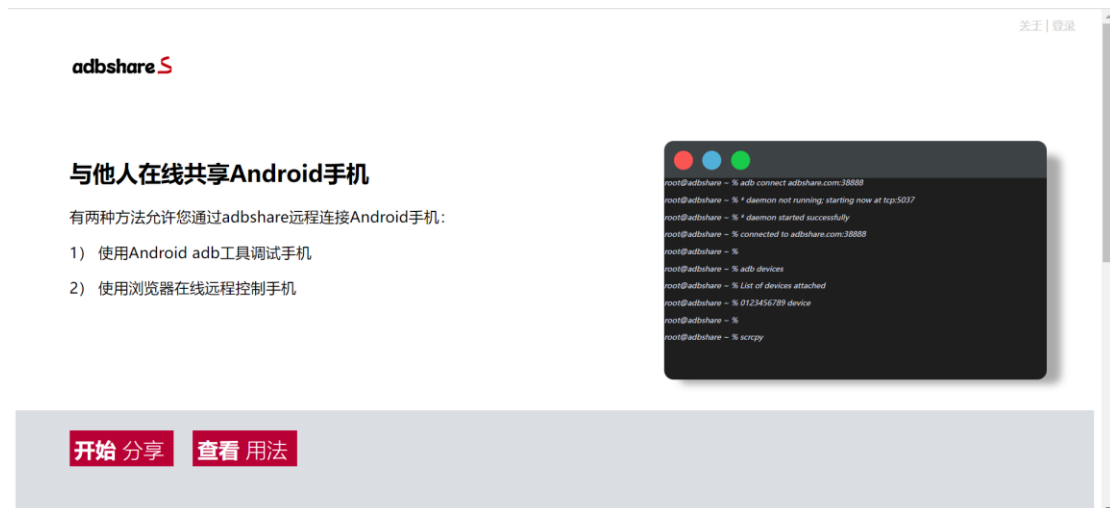 关于 | 登录
adbshare
与他人在线共享Android手机
有两种方法允许您通过adbshare远程连接Android手机：
1） 使用Android adb工具调试手机
2） 使用浏览器在线远程控制手机
root@adbshare ~ % adb connect adbshare.com:38888
root@adbshare ~ % * daemon not running; starting now at tcp:5037
root@adbshare ~ % * daemon started successfully
root@adbshare ~ % connected to adbshare.com:38888
root@adbshare ~ %
root@adbshare ~ % adb devices
root@adbshare ~ % List of devices attached
root@adbshare ~ % 0123456789 device
root@adbshare ~ %
root@adbshare ~ % scrcpy
开始 分享
查看 用法